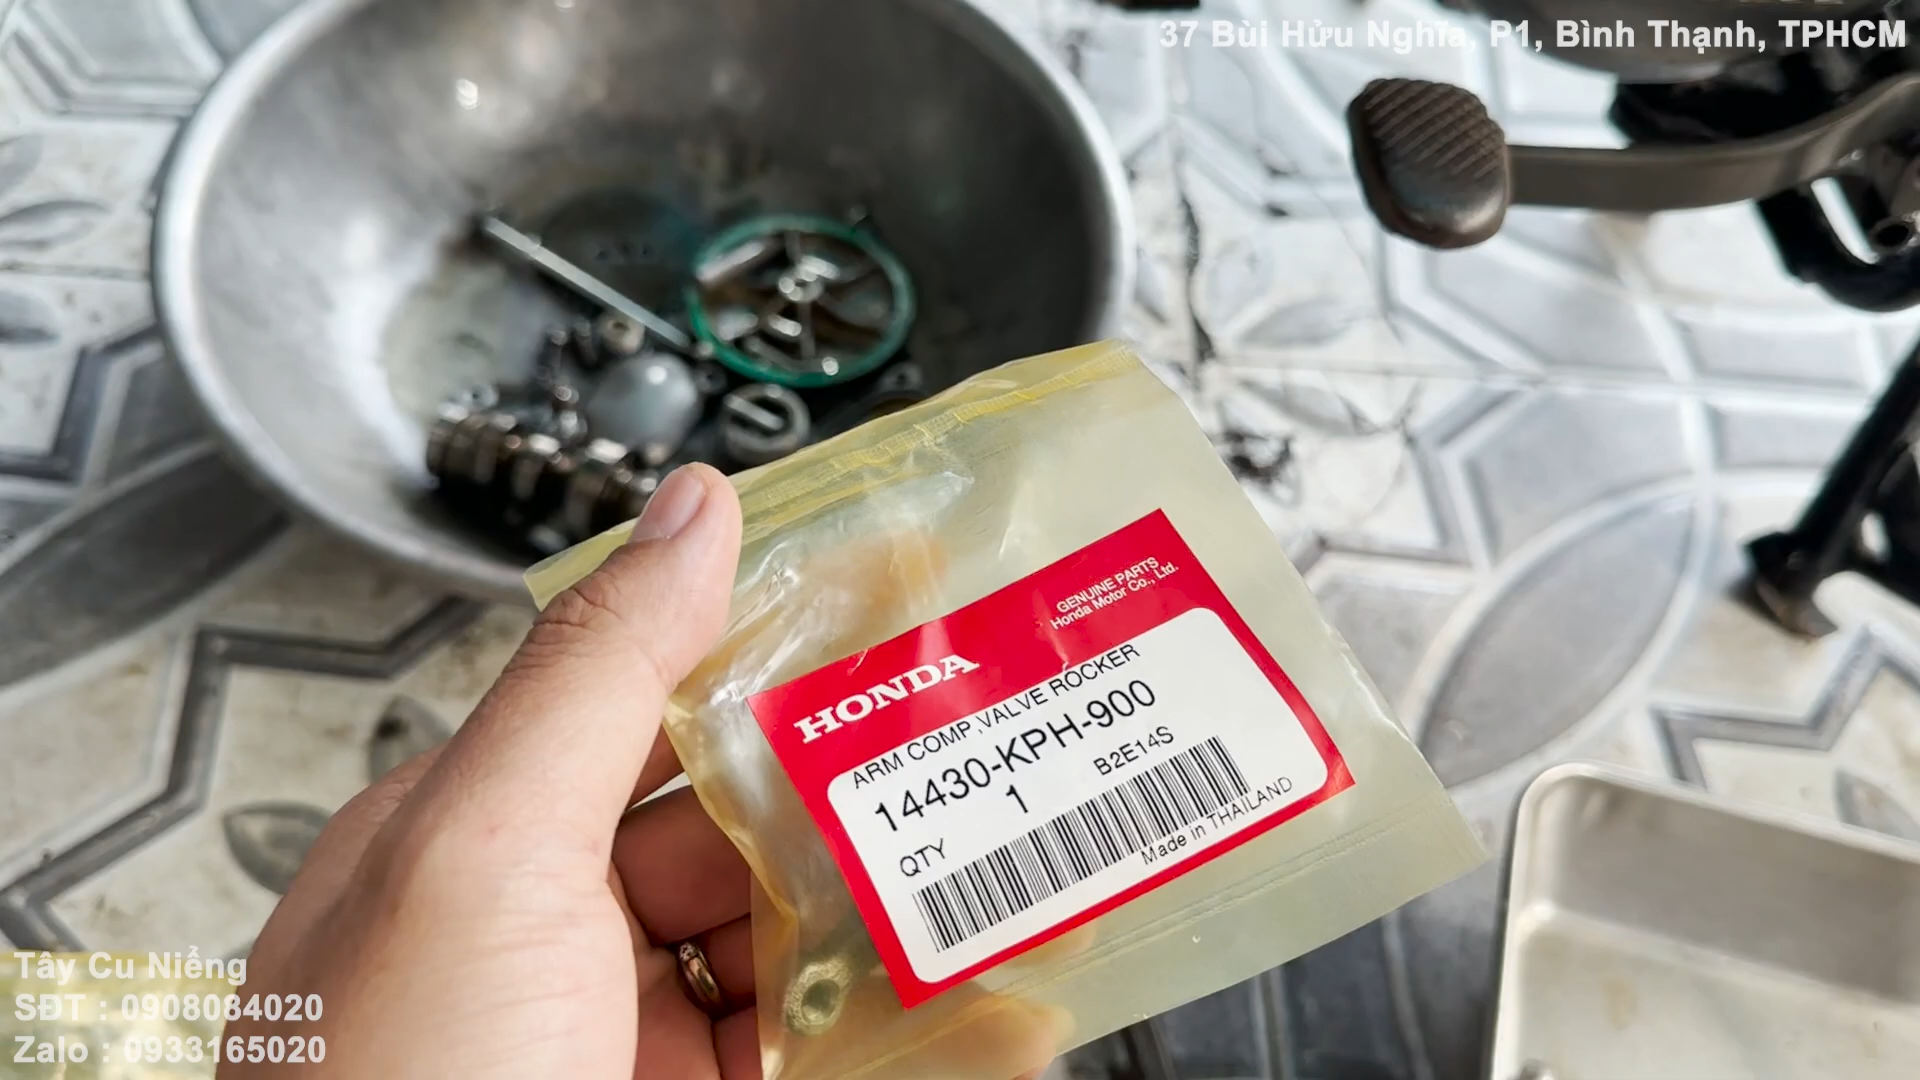 37 Bùi Hửu Nghĩa, P1, Bình Thạnh, TPHCM
GENUINE PARTS
Honda Motor Co., Ltd.
HONDA
ARM COMP,VALVE ROCKER
14430-KPH-900
B2E14S
QTY 1
Made in THAILAND
Tây Cu Niểng
SĐT : 0908084020
Zalo : 0933165020